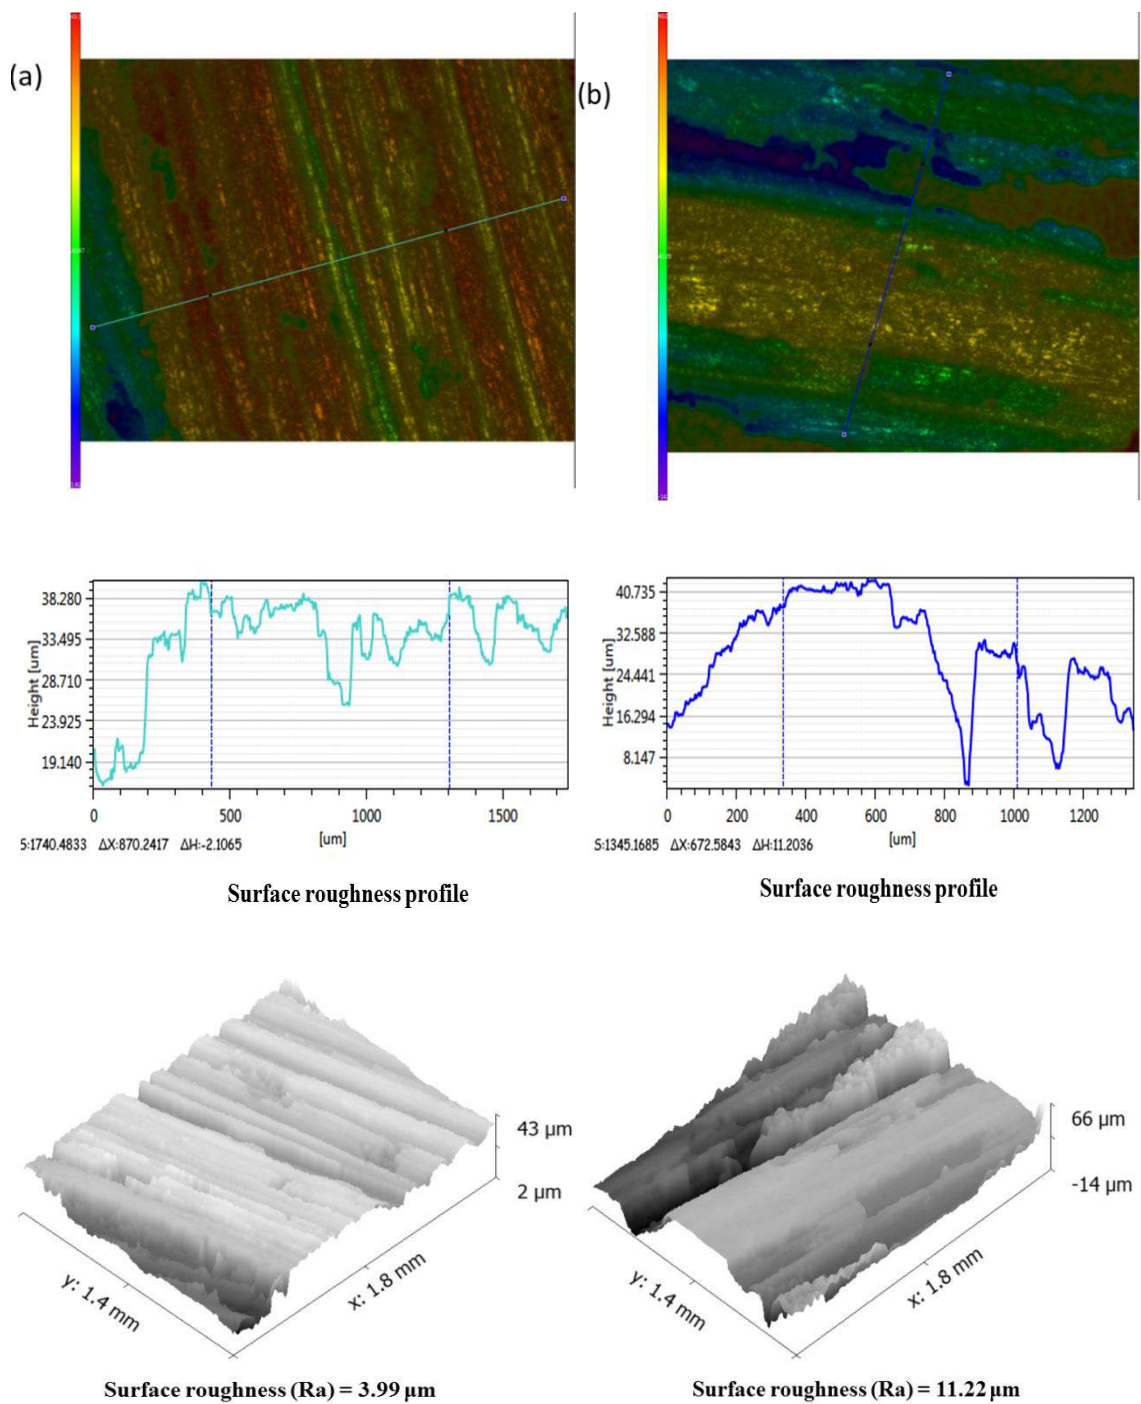 (a)
(b)
Height [um]
38.280
33.495
28.710
23.925
19.140
0
500
1000
1500
[um]
S:1740.4833 ΔX:870.2417 ΔH:-2.1065
Surface roughness profile
Height [um]
40.735
32.588
24.441
16.294
8.147
0
200
400
600
800
1000
1200
[um]
S:1345.1685 ΔX:672.5843 ΔH:11.2036
Surface roughness profile
43 µm
2 µm
y: 1.4 mm
x: 1.8 mm
Surface roughness (Ra) = 3.99 µm
66 µm
-14 µm
y: 1.4 mm
x: 1.8 mm
Surface roughness (Ra) = 11.22 µm